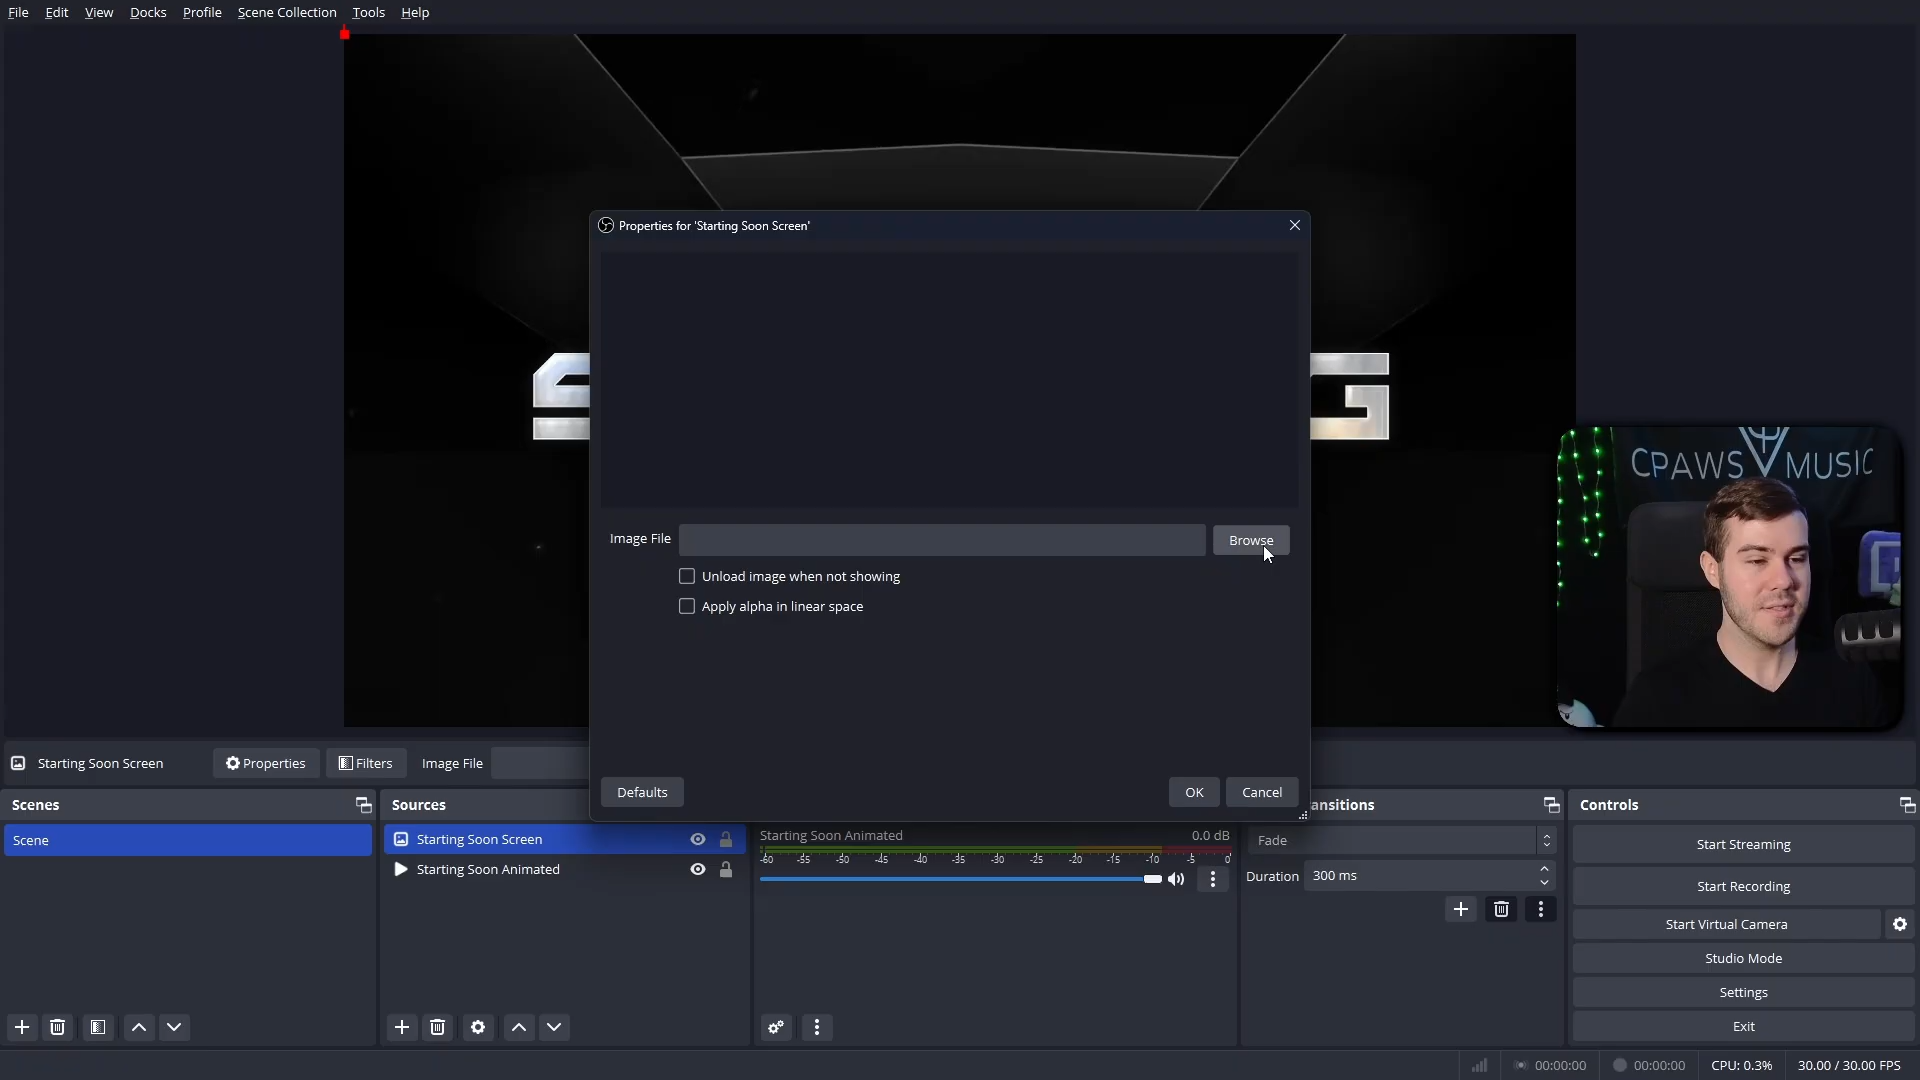 File Edit View Docks Profile Scene Collection Tools Help
Properties for 'Starting Soon Screen'
Image File
Browse
Unload image when not showing
Apply alpha in linear space
Defaults
OK
Cancel
CPAWS MUSIC
Starting Soon Screen
Properties
Filters
Image File
Scenes
Scene
Sources
Starting Soon Screen
Starting Soon Animated
Starting Soon Animated
0.0 dB
-60 -55 -50 -45 -40 -35 -30 -25 -20 -15 -10 -5 0
ansitions
Fade
Duration
300 ms
Controls
Start Streaming
Start Recording
Start Virtual Camera
Studio Mode
Settings
Exit
00:00:00
00:00:00
CPU: 0.3%
30.00 / 30.00 FPS